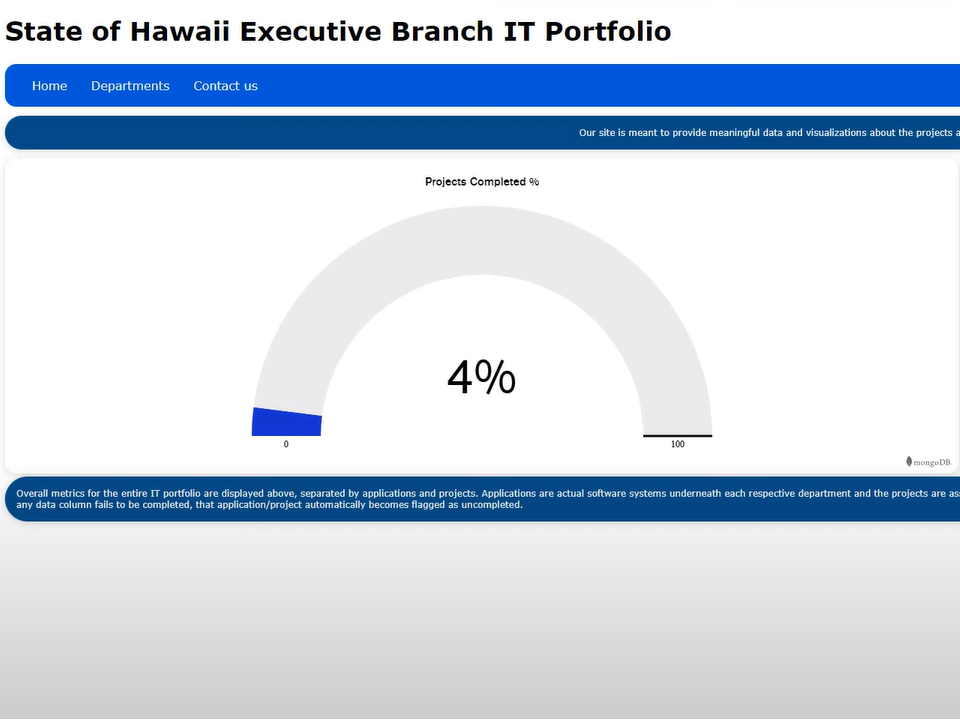 State of Hawaii Executive Branch IT Portfolio
Home Departments Contact us
Our site is meant to provide meaningful data and visualizations about the projects a
Projects Completed %
4%
0 100
mongoDB.
Overall metrics for the entire IT portfolio are displayed above, separated by applications and projects. Applications are actual software systems underneath each respective department and the projects are as
any data column fails to be completed, that application/project automatically becomes flagged as uncompleted.